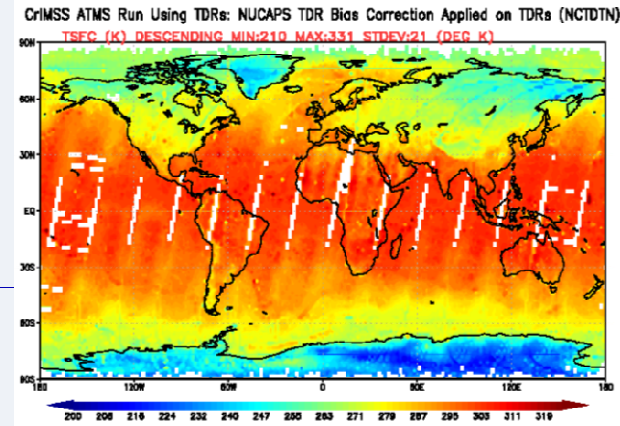 CrIMSS ATMS Run Using TDRs: NUCAPS TDR Bias Correction Applied on TDRs (NCTDTN)
TSFC (K) DESCENDING MIN:210 MAX:331 STDEV:21 (DEG K)
90N
60N
30N
EQ
30S
60S
90S
180 120W 60W 0 60E 120E 180
200 208 216 224 232 240 247 255 263 271 279 287 295 303 311 319